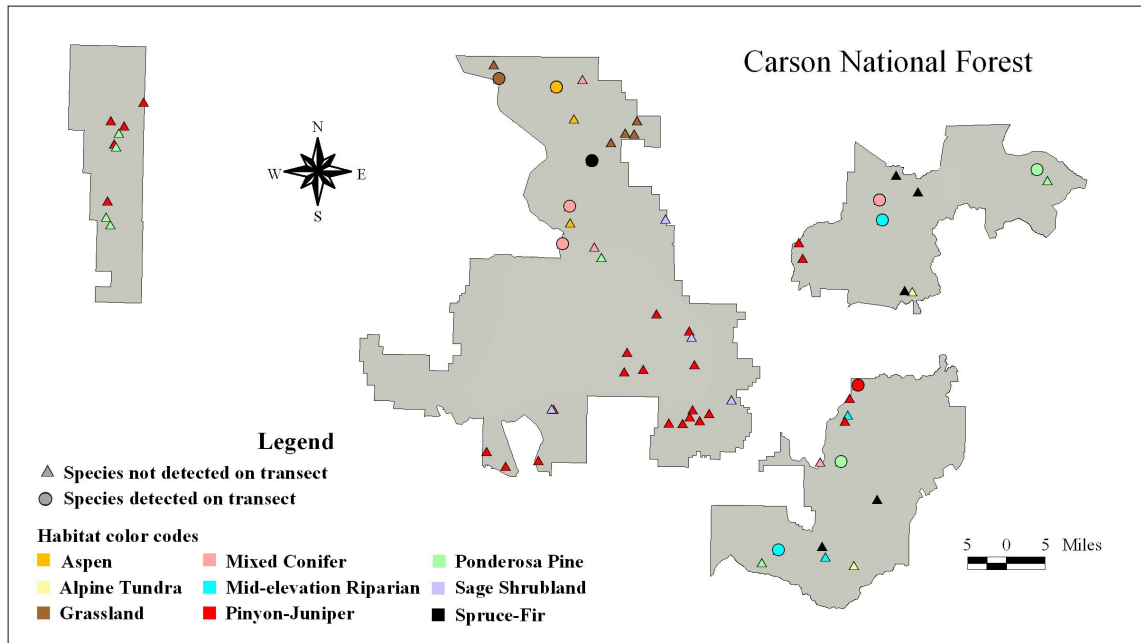 Carson National Forest
N
W E
S
Legend
Species not detected on transect
Species detected on transect
Habitat color codes
Aspen Mixed Conifer Ponderosa Pine
Alpine Tundra Mid-elevation Riparian Sage Shrubland
Grassland Pinyon-Juniper Spruce-Fir
5 0 5 Miles